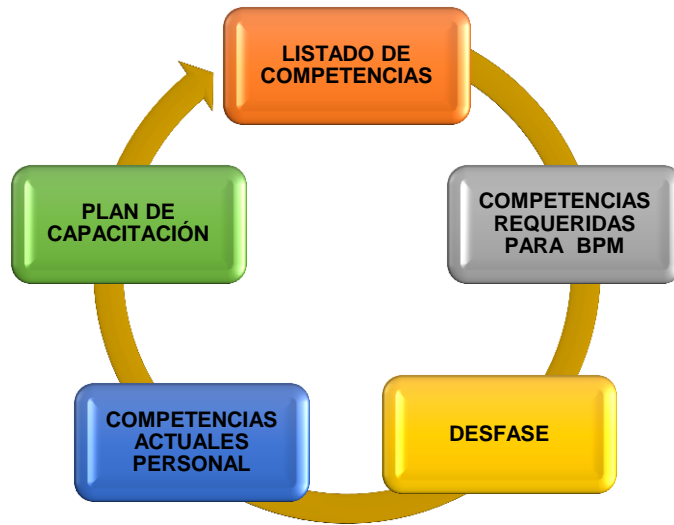 LISTADO DE
COMPETENCIAS
COMPETENCIAS
REQUERIDAS
PARA BPM
DESFASE
COMPETENCIAS
ACTUALES
PERSONAL
PLAN DE
CAPACITACIÓN